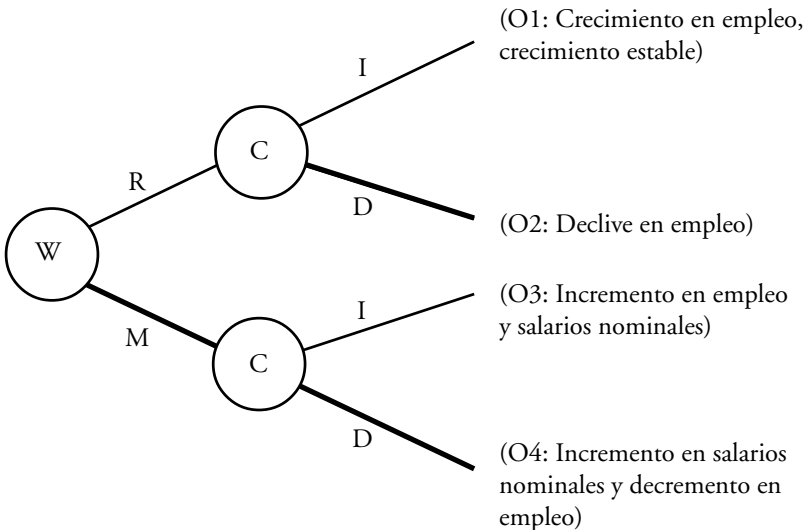 (O1: Crecimiento en empleo,
crecimiento estable)
I
C
R
D
(O2: Declive en empleo)
W
(O3: Incremento en empleo
y salarios nominales)
I
M
C
D
(O4: Incremento en salarios
nominales y decremento en
empleo)